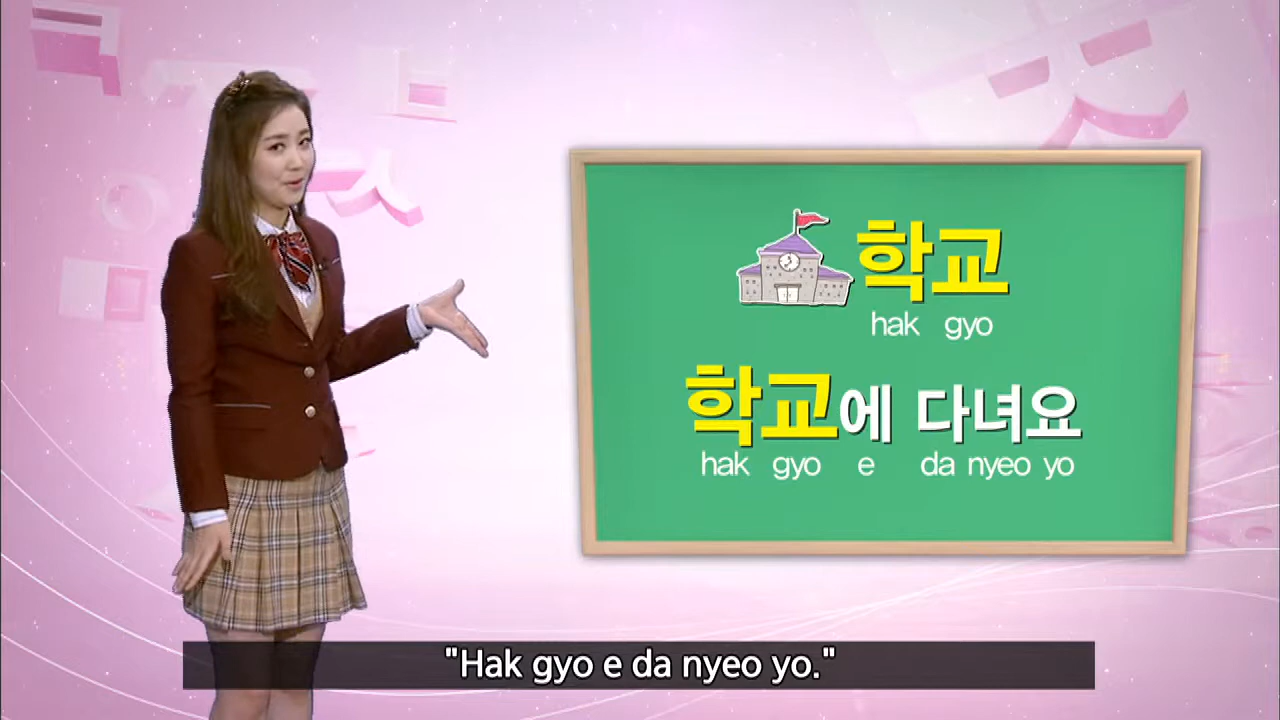 학교
hak gyo
학교에 다녀요
hak gyo e da nyeo yo
"Hak gyo e da nyeo yo."